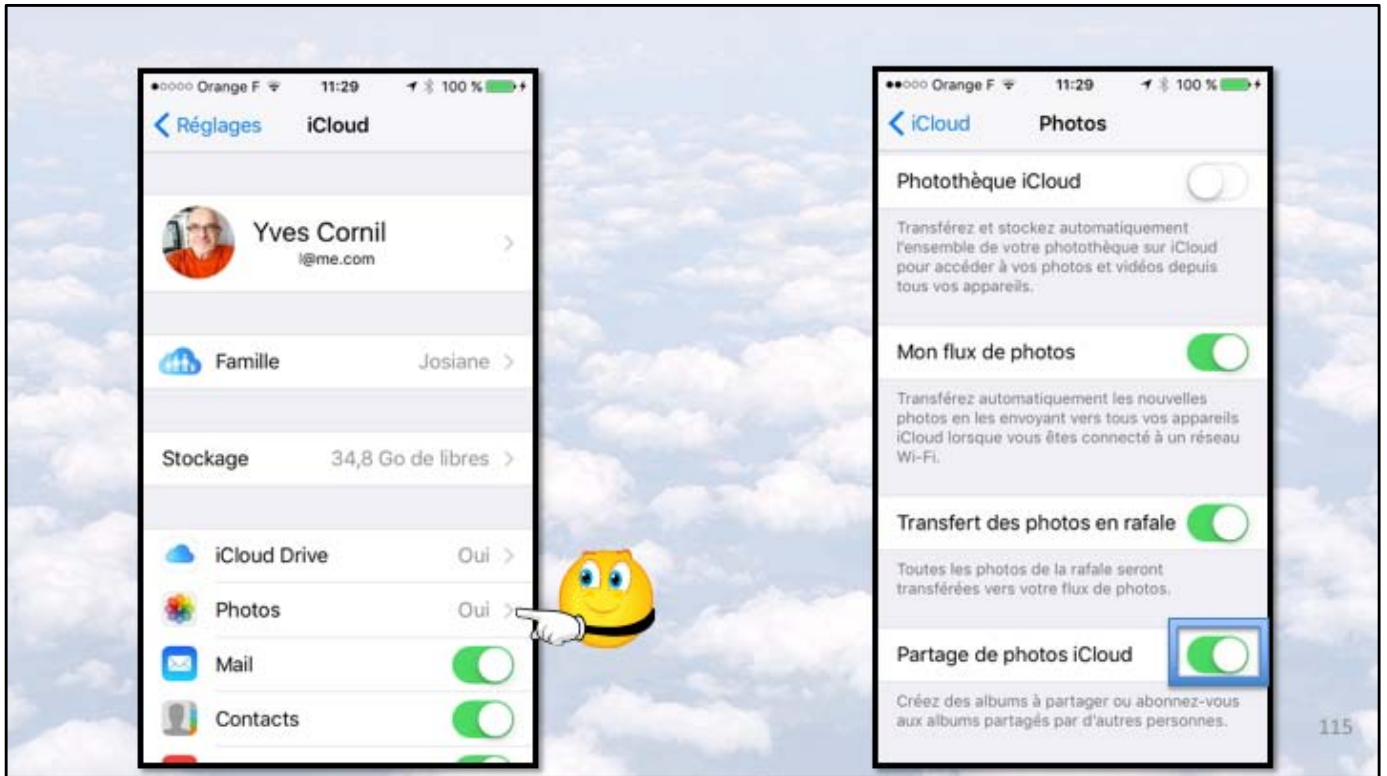 Orange F 11:29 100 %
Réglages iCloud
Yves Cornil
l@me.com
Famille Josiane
Stockage 34,8 Go de libres
iCloud Drive Oui
Photos Oui
Mail
Contacts
Orange F 11:29 100 %
iCloud Photos
Photothèque iCloud
Transférez et stockez automatiquement
l'ensemble de votre photothèque sur iCloud
pour accéder à vos photos et vidéos depuis
tous vos appareils.
Mon flux de photos
Transférez automatiquement les nouvelles
photos en les envoyant vers tous vos appareils
iCloud lorsque vous êtes connecté à un réseau
Wi-Fi.
Transfert des photos en rafale
Toutes les photos de la rafale seront
transférées vers votre flux de photos.
Partage de photos iCloud
Créez des albums à partager ou abonnez-vous
aux albums partagés par d'autres personnes.
115